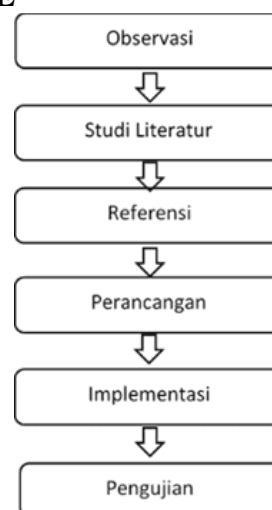 Observasi
Studi Literatur
Referensi
Perancangan
Implementasi
Pengujian